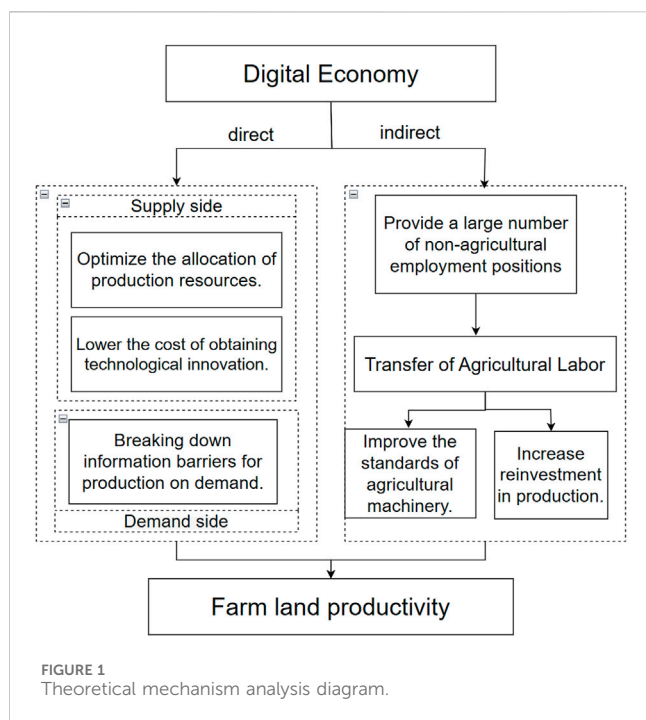 Digital Economy
direct
indirect
Supply side
Optimize the allocation of
production resources.
Lower the cost of obtaining
technological innovation.
Breaking down
information barriers for
production on demand.
Demand side
Provide a large number
of non-agricultural
employment positions
Transfer of Agricultural Labor
Improve the
standards of
agricultural
machinery.
Increase
reinvestment
in production.
Farm land productivity
FIGURE 1
Theoretical mechanism analysis diagram.